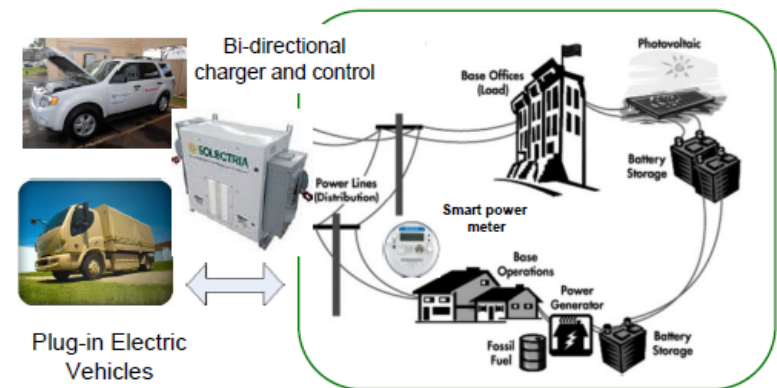 Bi-directional
charger and control
SOLECTRIA
Plug-in Electric
Vehicles
Base Offices
(Load)
Photovoltaic
Battery
Storage
Power Lines
(Distribution)
Smart power
meter
Base
Operations
Power
Generator
Fossil
Fuel
Battery
Storage